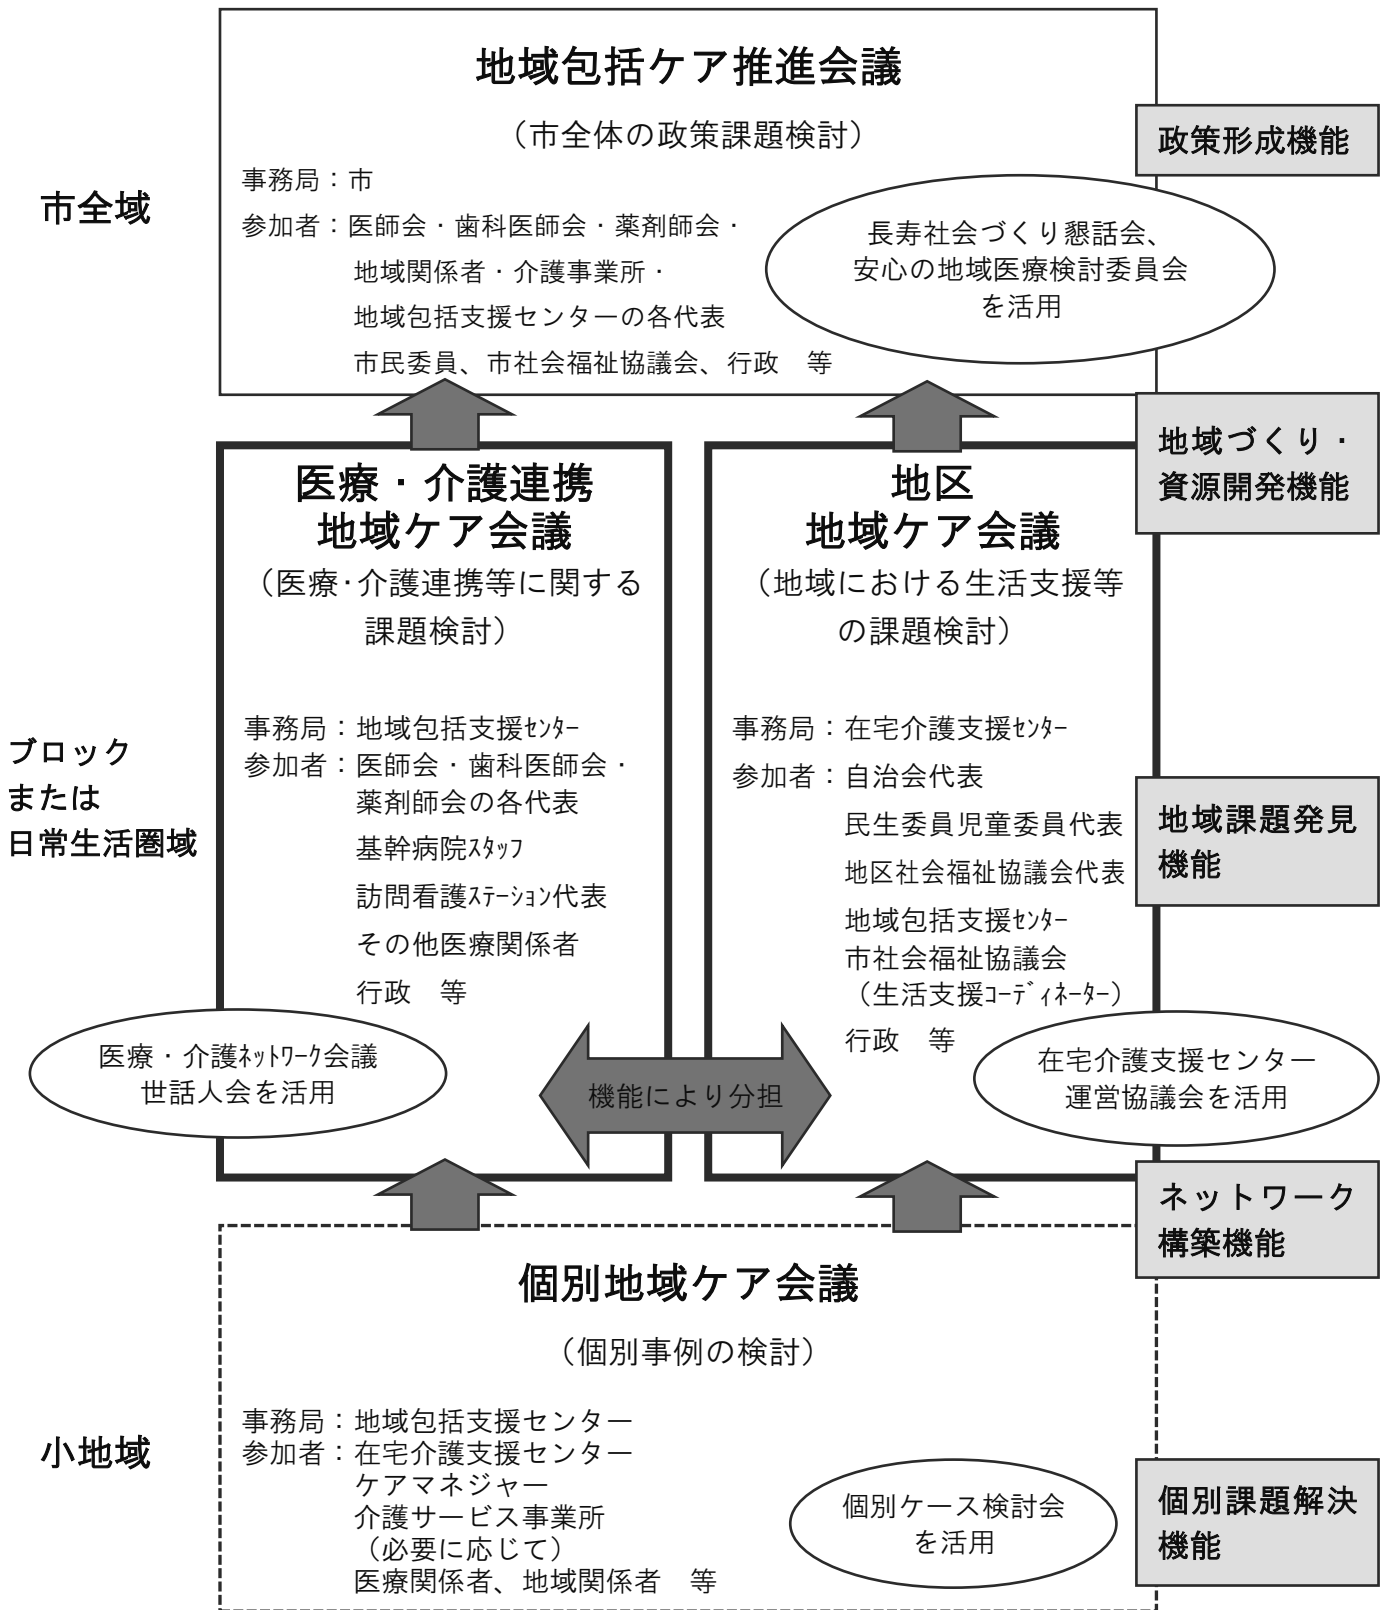 地域包括ケア推進会議
（市全体の政策課題検討）
政策形成機能
市全域
事務局：市
参加者：医師会・歯科医師会・薬剤師会・
地域関係者・介護事業所・
地域包括支援センターの各代表
市民委員、市社会福祉協議会、行政　等
長寿社会づくり懇話会、
安心の地域医療検討委員会
を活用
地域づくり・
資源開発機能
医療・介護連携
地域ケア会議
（医療・介護連携等に関する
課題検討）
事務局：地域包括支援ｾﾝﾀｰ
参加者：医師会・歯科医師会・
薬剤師会の各代表
基幹病院ｽﾀｯﾌ
訪問看護ｽﾃｰｼｮﾝ代表
その他医療関係者
行政　等
医療・介護ﾈｯﾄﾜｰｸ会議
世話人会を活用
地区
地域ケア会議
（地域における生活支援等
の課題検討）
事務局：在宅介護支援ｾﾝﾀｰ
参加者：自治会代表
民生委員児童委員代表
地区社会福祉協議会代表
地域包括支援ｾﾝﾀｰ
市社会福祉協議会
（生活支援ｺｰﾃﾞｨﾈｰﾀｰ）
行政　等
在宅介護支援センター
運営協議会を活用
機能により分担
ブロック
または
日常生活圏域
地域課題発見
機能
ネットワーク
構築機能
個別地域ケア会議
（個別事例の検討）
小地域
事務局：地域包括支援センター
参加者：在宅介護支援センター
ケアマネジャー
介護サービス事業所
（必要に応じて）
医療関係者、地域関係者　等
個別ケース検討会
を活用
個別課題解決
機能